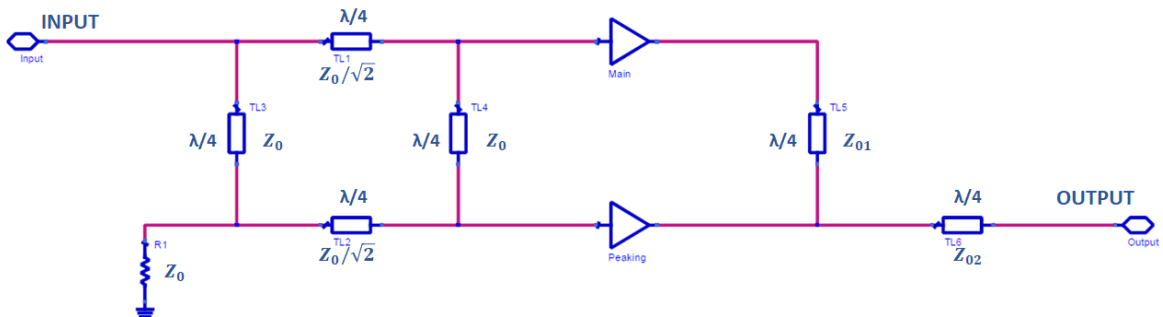 INPUT
Input
λ/4
TL1
Z₀/√2
Main
TL3
λ/4
Z₀
TL4
λ/4
Z₀
TL5
λ/4
Z₀₁
λ/4
TL2
Z₀/√2
Peaking
λ/4
TL6
Z₀₂
OUTPUT
Output
R1
Z₀